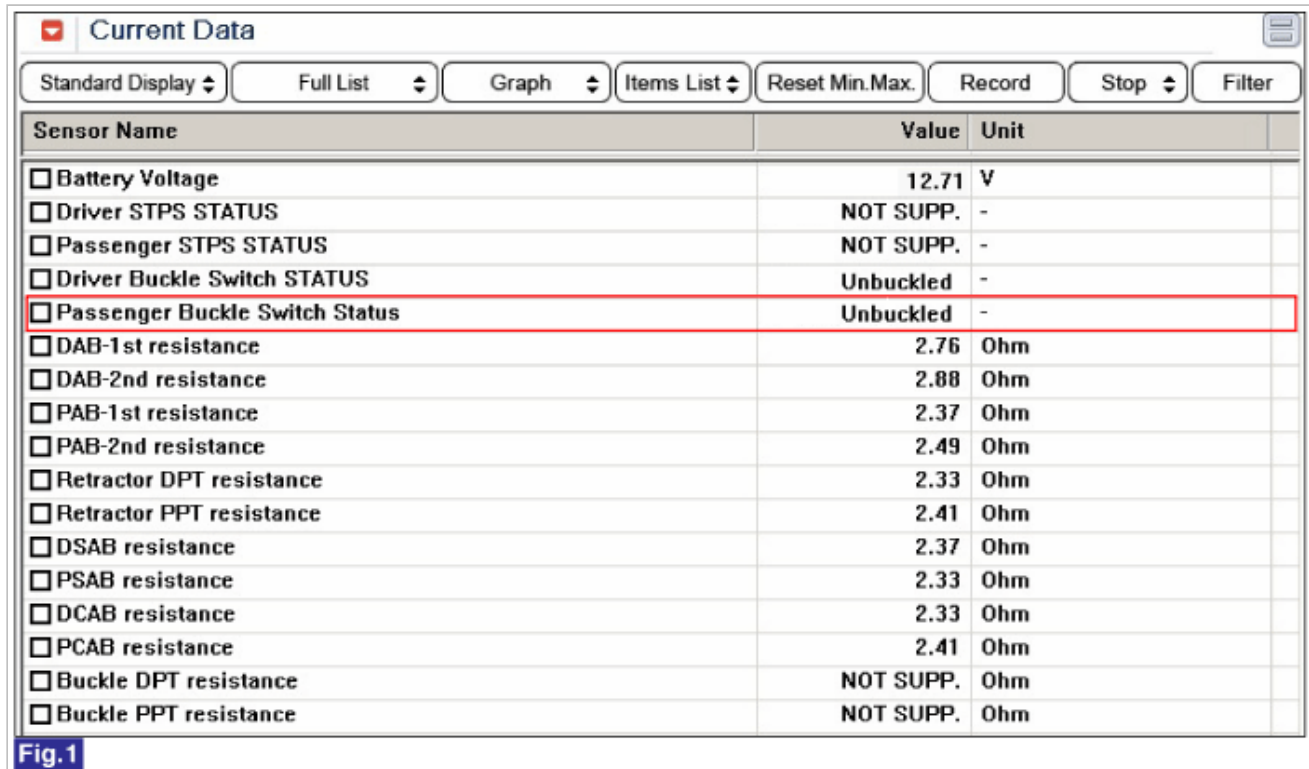 Current Data
Standard Display Full List Graph Items List Reset Min.Max. Record Stop Filter
Sensor Name Value Unit
Battery Voltage 12.71 V
Driver STPS STATUS NOT SUPP. -
Passenger STPS STATUS NOT SUPP. -
Driver Buckle Switch STATUS Unbuckled -
Passenger Buckle Switch Status Unbuckled -
DAB-1st resistance 2.76 Ohm
DAB-2nd resistance 2.88 Ohm
PAB-1st resistance 2.37 Ohm
PAB-2nd resistance 2.49 Ohm
Retractor DPT resistance 2.33 Ohm
Retractor PPT resistance 2.41 Ohm
DSAB resistance 2.37 Ohm
PSAB resistance 2.33 Ohm
DCAB resistance 2.33 Ohm
PCAB resistance 2.41 Ohm
Buckle DPT resistance NOT SUPP. Ohm
Buckle PPT resistance NOT SUPP. Ohm
Fig.1